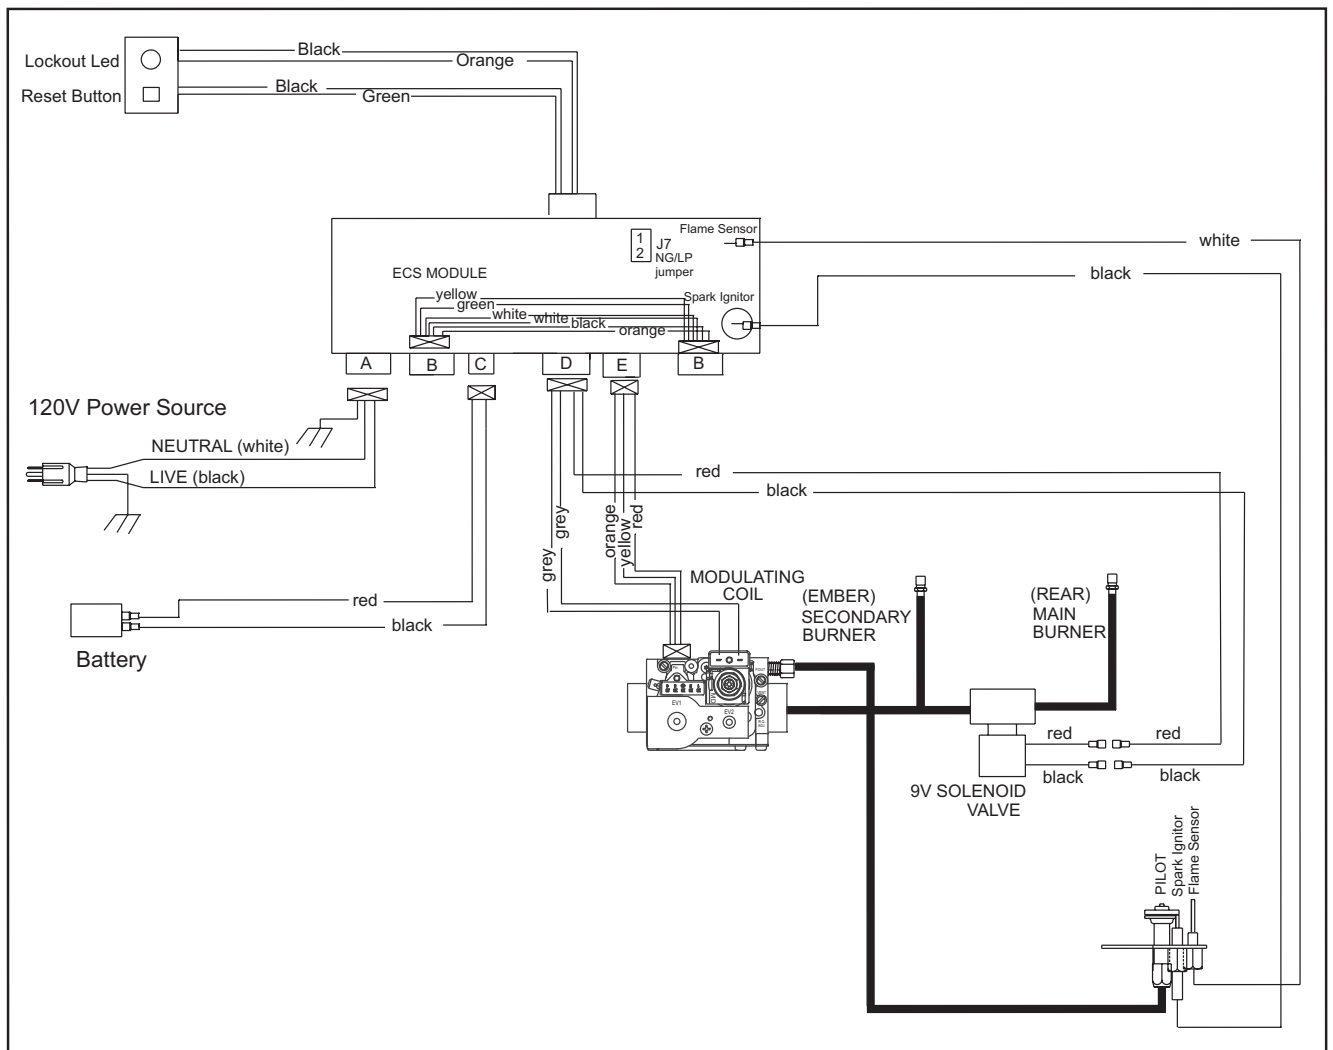 Lockout Led
Reset Button
Black
Orange
Black
Green
Flame Sensor
1
2
J7
NG/LP
jumper
white
black
ECS MODULE
Spark Ignitor
yellow
green
white
white
black
orange
A
B
C
D
E
B
120V Power Source
NEUTRAL (white)
LIVE (black)
red
black
grey
grey
orange
yellow
red
red
black
Battery
MODULATING
COIL
(EMBER)
SECONDARY
BURNER
(REAR)
MAIN
BURNER
EV1
EV2
red
red
black
black
9V SOLENOID
VALVE
PILOT
Spark Ignitor
Flame Sensor